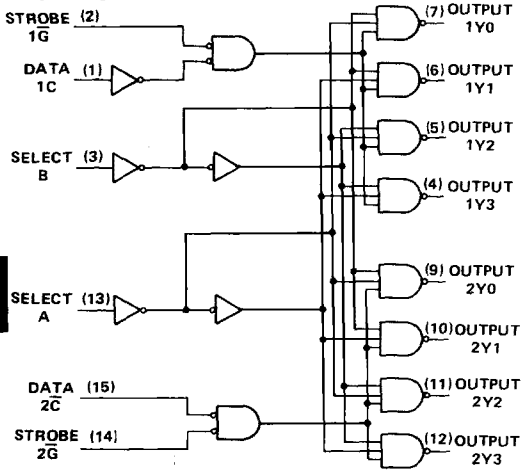 STROBE (2)
1G̅
DATA (1)
1C
SELECT (3)
B
SELECT (13)
A
DATA (15)
2C̅
STROBE (14)
2G̅
(7) OUTPUT
1Y0
(6) OUTPUT
1Y1
(5) OUTPUT
1Y2
(4) OUTPUT
1Y3
(9) OUTPUT
2Y0
(10) OUTPUT
2Y1
(11) OUTPUT
2Y2
(12) OUTPUT
2Y3